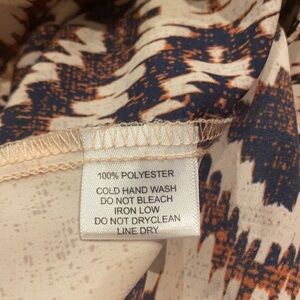 100% POLYESTER
COLD HAND WASH
DO NOT BLEACH
IRON LOW
DO NOT DRYCLEAN
LINE DRY